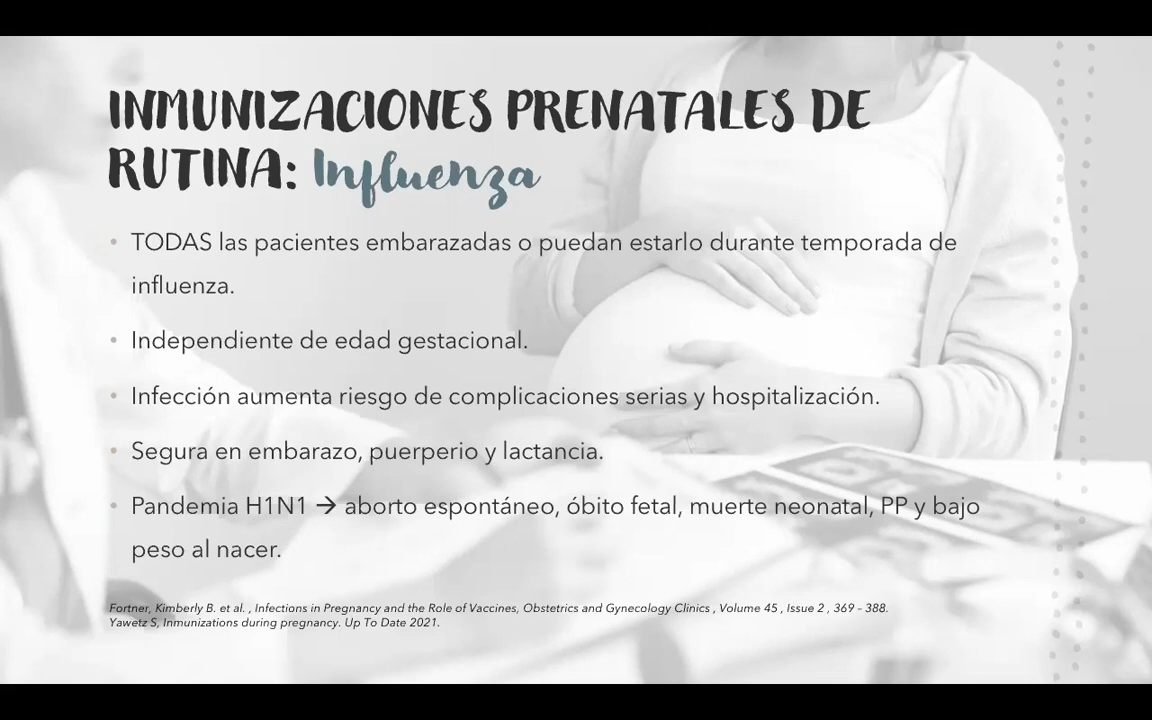 INMUNIZACIONES PRENATALES DE
RUTINA: Influenza
• TODAS las pacientes embarazadas o puedan estarlo durante temporada de
influenza.
• Independiente de edad gestacional.
• Infección aumenta riesgo de complicaciones serias y hospitalización.
• Segura en embarazo, puerperio y lactancia.
• Pandemia H1N1 → aborto espontáneo, óbito fetal, muerte neonatal, PP y bajo
peso al nacer.
Fortner, Kimberly B. et al. , Infections in Pregnancy and the Role of Vaccines, Obstetrics and Gynecology Clinics , Volume 45 , Issue 2 , 369 – 388.
Yawetz S, Inmunizations during pregnancy. Up To Date 2021.